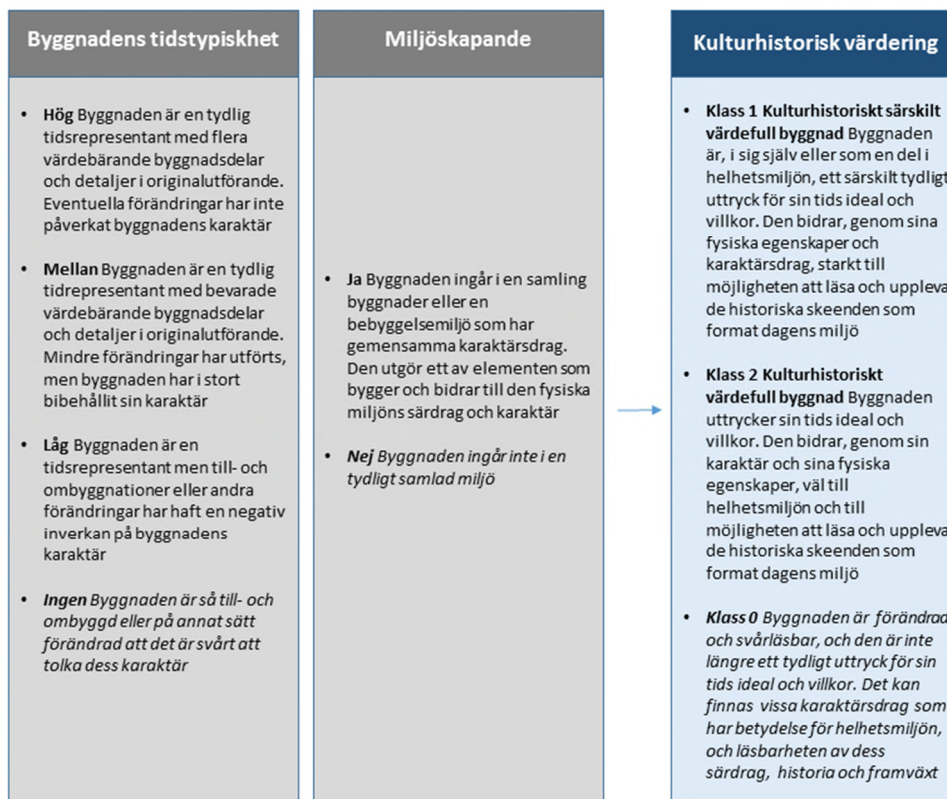 Byggnadens tidstypiskhet
• Hög Byggnaden är en tydlig
tidsrepresentant med flera
värdebärande byggnadsdelar
och detaljer i originalutförande.
Eventuella förändringar har inte
påverkat byggnadens karaktär
• Mellan Byggnaden är en tydlig
tidrepresentant med bevarade
värdebärande byggnadsdelar
och detaljer i originalutförande.
Mindre förändringar har utförts,
men byggnaden har i stort
bibehållit sin karaktär
• Låg Byggnaden är en
tidsrepresentant men till- och
ombyggnationer eller andra
förändringar har haft en negativ
inverkan på byggnadens
karaktär
• Ingen Byggnaden är så till- och
ombyggd eller på annat sätt
förändrad att det är svårt att
tolka dess karaktär
Miljöskapande
• Ja Byggnaden ingår i en samling
byggnader eller en
bebyggelsemiljö som har
gemensamma karaktärsdrag.
Den utgör ett av elementen som
bygger och bidrar till den fysiska
miljöns särdrag och karaktär
• Nej Byggnaden ingår inte i en
tydligt samlad miljö
Kulturhistorisk värdering
• Klass 1 Kulturhistoriskt särskilt
värdefull byggnad Byggnaden
är, i sig själv eller som en del i
helhetsmiljön, ett särskilt tydligt
uttryck för sin tids ideal och
villkor. Den bidrar, genom sina
fysiska egenskaper och
karaktärsdrag, starkt till
möjligheten att läsa och uppleva
de historiska skeenden som
format dagens miljö
• Klass 2 Kulturhistoriskt
värdefull byggnad Byggnaden
uttrycker sin tids ideal och
villkor. Den bidrar, genom sin
karaktär och sina fysiska
egenskaper, väl till
helhetsmiljön och till
möjligheten att läsa och uppleva
de historiska skeenden som
format dagens miljö
• Klass 0 Byggnaden är förändrad
och svårläsbar, och den är inte
längre ett tydligt uttryck för sin
tids ideal och villkor. Det kan
finnas vissa karaktärsdrag som
har betydelse för helhetsmiljön,
och läsbarheten av dess
särdrag, historia och framväxt